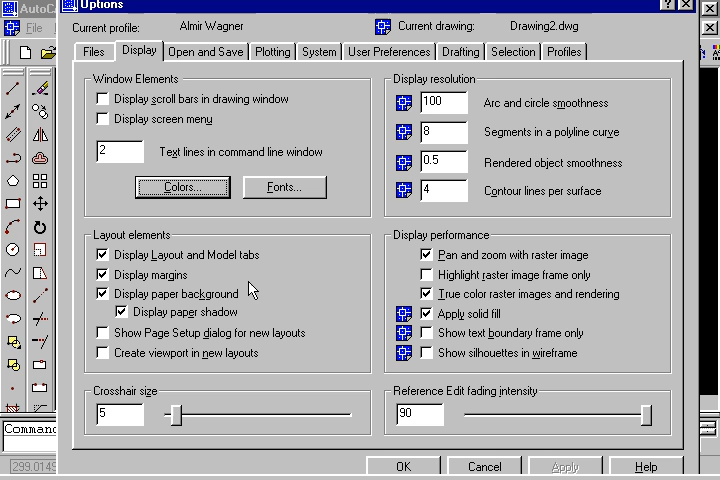 AutoCA Options
Current profile: Almir Wagner Current drawing: Drawing2.dwg
File
Files Display Open and Save Plotting System User Preferences Drafting Selection Profiles
Window Elements
Display scroll bars in drawing window
Display screen menu
2 Text lines in command line window
Colors... Fonts...
Display resolution
100 Arc and circle smoothness
8 Segments in a polyline curve
0.5 Rendered object smoothness
4 Contour lines per surface
Layout elements
Display Layout and Model tabs
Display margins
Display paper background
Display paper shadow
Show Page Setup dialog for new layouts
Create viewport in new layouts
Display performance
Pan and zoom with raster image
Highlight raster image frame only
True color raster images and rendering
Apply solid fill
Show text boundary frame only
Show silhouettes in wireframe
Crosshair size
5
Reference Edit fading intensity
90
Command
299.0149
OK Cancel Apply Help